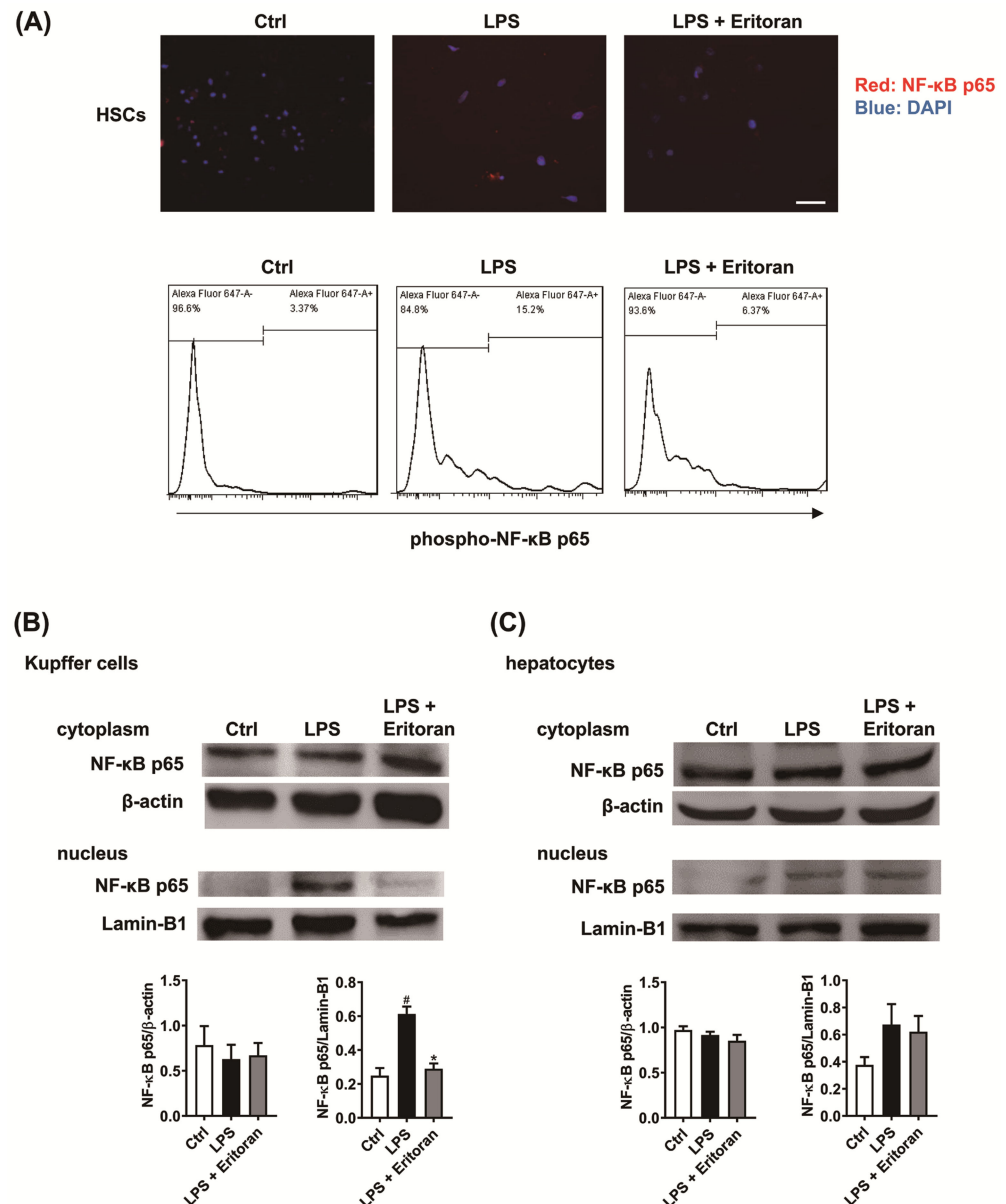 (A)
Ctrl LPS LPS + Eritoran
HSCs
Red: NF-κB p65
Blue: DAPI
Ctrl LPS LPS + Eritoran
Alexa Fluor 647-A- Alexa Fluor 647-A+
96.6% 3.37%
Alexa Fluor 647-A- Alexa Fluor 647-A+
84.8% 15.2%
Alexa Fluor 647-A- Alexa Fluor 647-A+
93.6% 6.37%
phospho-NF-κB p65
(B)
Kupffer cells
cytoplasm Ctrl LPS LPS +
Eritoran
NF-κB p65
β-actin
nucleus
NF-κB p65
Lamin-B1
NF-κB p65/β-actin
1.5
1.0
0.5
0.0
Ctrl
LPS
LPS + Eritoran
NF-κB p65/Lamin-B1
0.8
0.6
0.4
0.2
0.0
#
*
Ctrl
LPS
LPS + Eritoran
(C)
hepatocytes
cytoplasm Ctrl LPS LPS +
Eritoran
NF-κB p65
β-actin
nucleus
NF-κB p65
Lamin-B1
NF-κB p65/β-actin
1.5
1.0
0.5
0.0
Ctrl
LPS
LPS + Eritoran
NF-κB p65/Lamin-B1
1.0
0.8
0.6
0.4
0.2
0.0
Ctrl
LPS
LPS + Eritoran